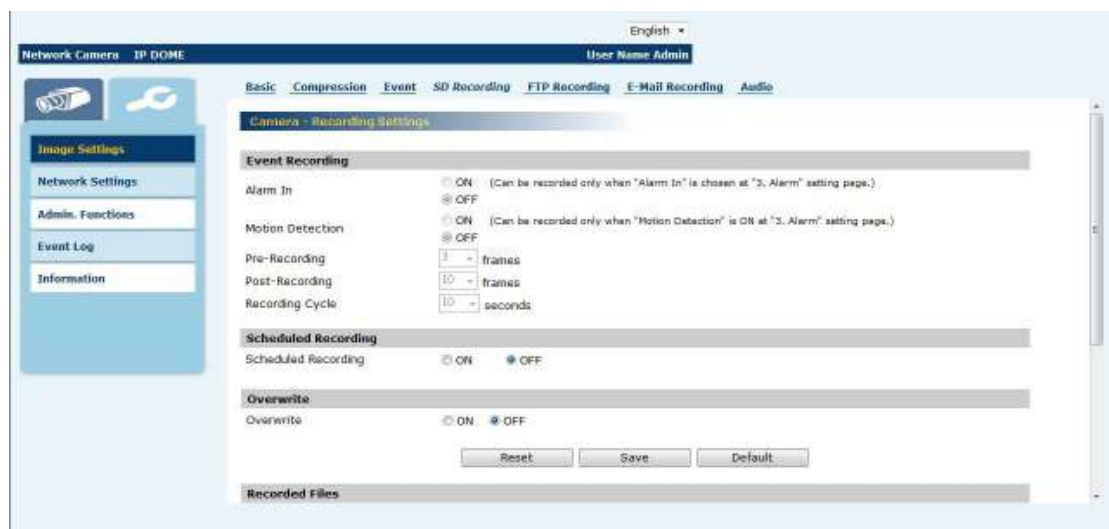 English
Network Camera IP DOME User Name Admin
Basic Compression Event SD Recording FTP Recording E-Mail Recording Audio
Camera - Recording Settings
Image Settings
Network Settings
Admin. Functions
Event Log
Information
Event Recording
Alarm In
ON (Can be recorded only when "Alarm In" is chosen at "3. Alarm" setting page.)
OFF
Motion Detection
ON (Can be recorded only when "Motion Detection" is ON at "3. Alarm" setting page.)
OFF
Pre-Recording 3 frames
Post-Recording 10 frames
Recording Cycle 10 seconds
Scheduled Recording
Scheduled Recording ON OFF
Overwrite
Overwrite ON OFF
Reset Save Default
Recorded Files